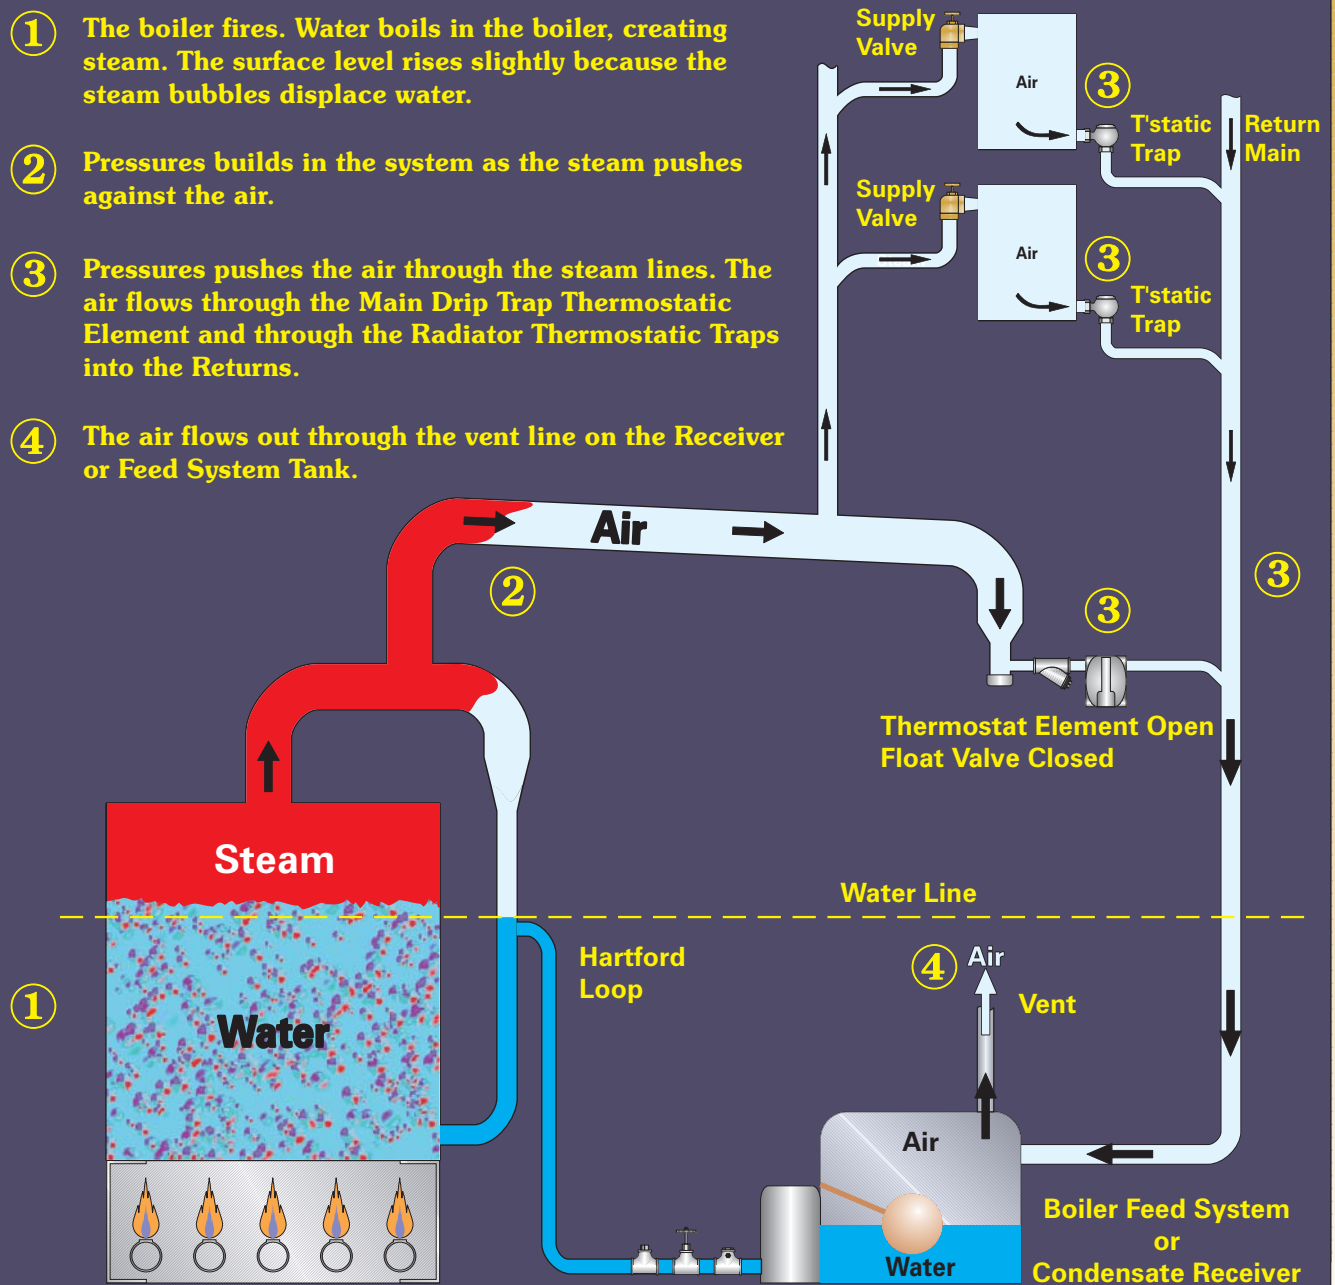 1 The boiler fires. Water boils in the boiler, creating
steam. The surface level rises slightly because the
steam bubbles displace water.
2 Pressures builds in the system as the steam pushes
against the air.
3 Pressures pushes the air through the steam lines. The
air flows through the Main Drip Trap Thermostatic
Element and through the Radiator Thermostatic Traps
into the Returns.
4 The air flows out through the vent line on the Receiver
or Feed System Tank.
Supply
Valve
Air
3
T'static
Trap
Return
Main
Supply
Valve
Air
3
T'static
Trap
Air
2
3
3
Thermostat Element Open
Float Valve Closed
Steam
Water Line
Hartford
Loop
4
Air
Vent
1
Water
Air
Water
Boiler Feed System
or
Condensate Receiver